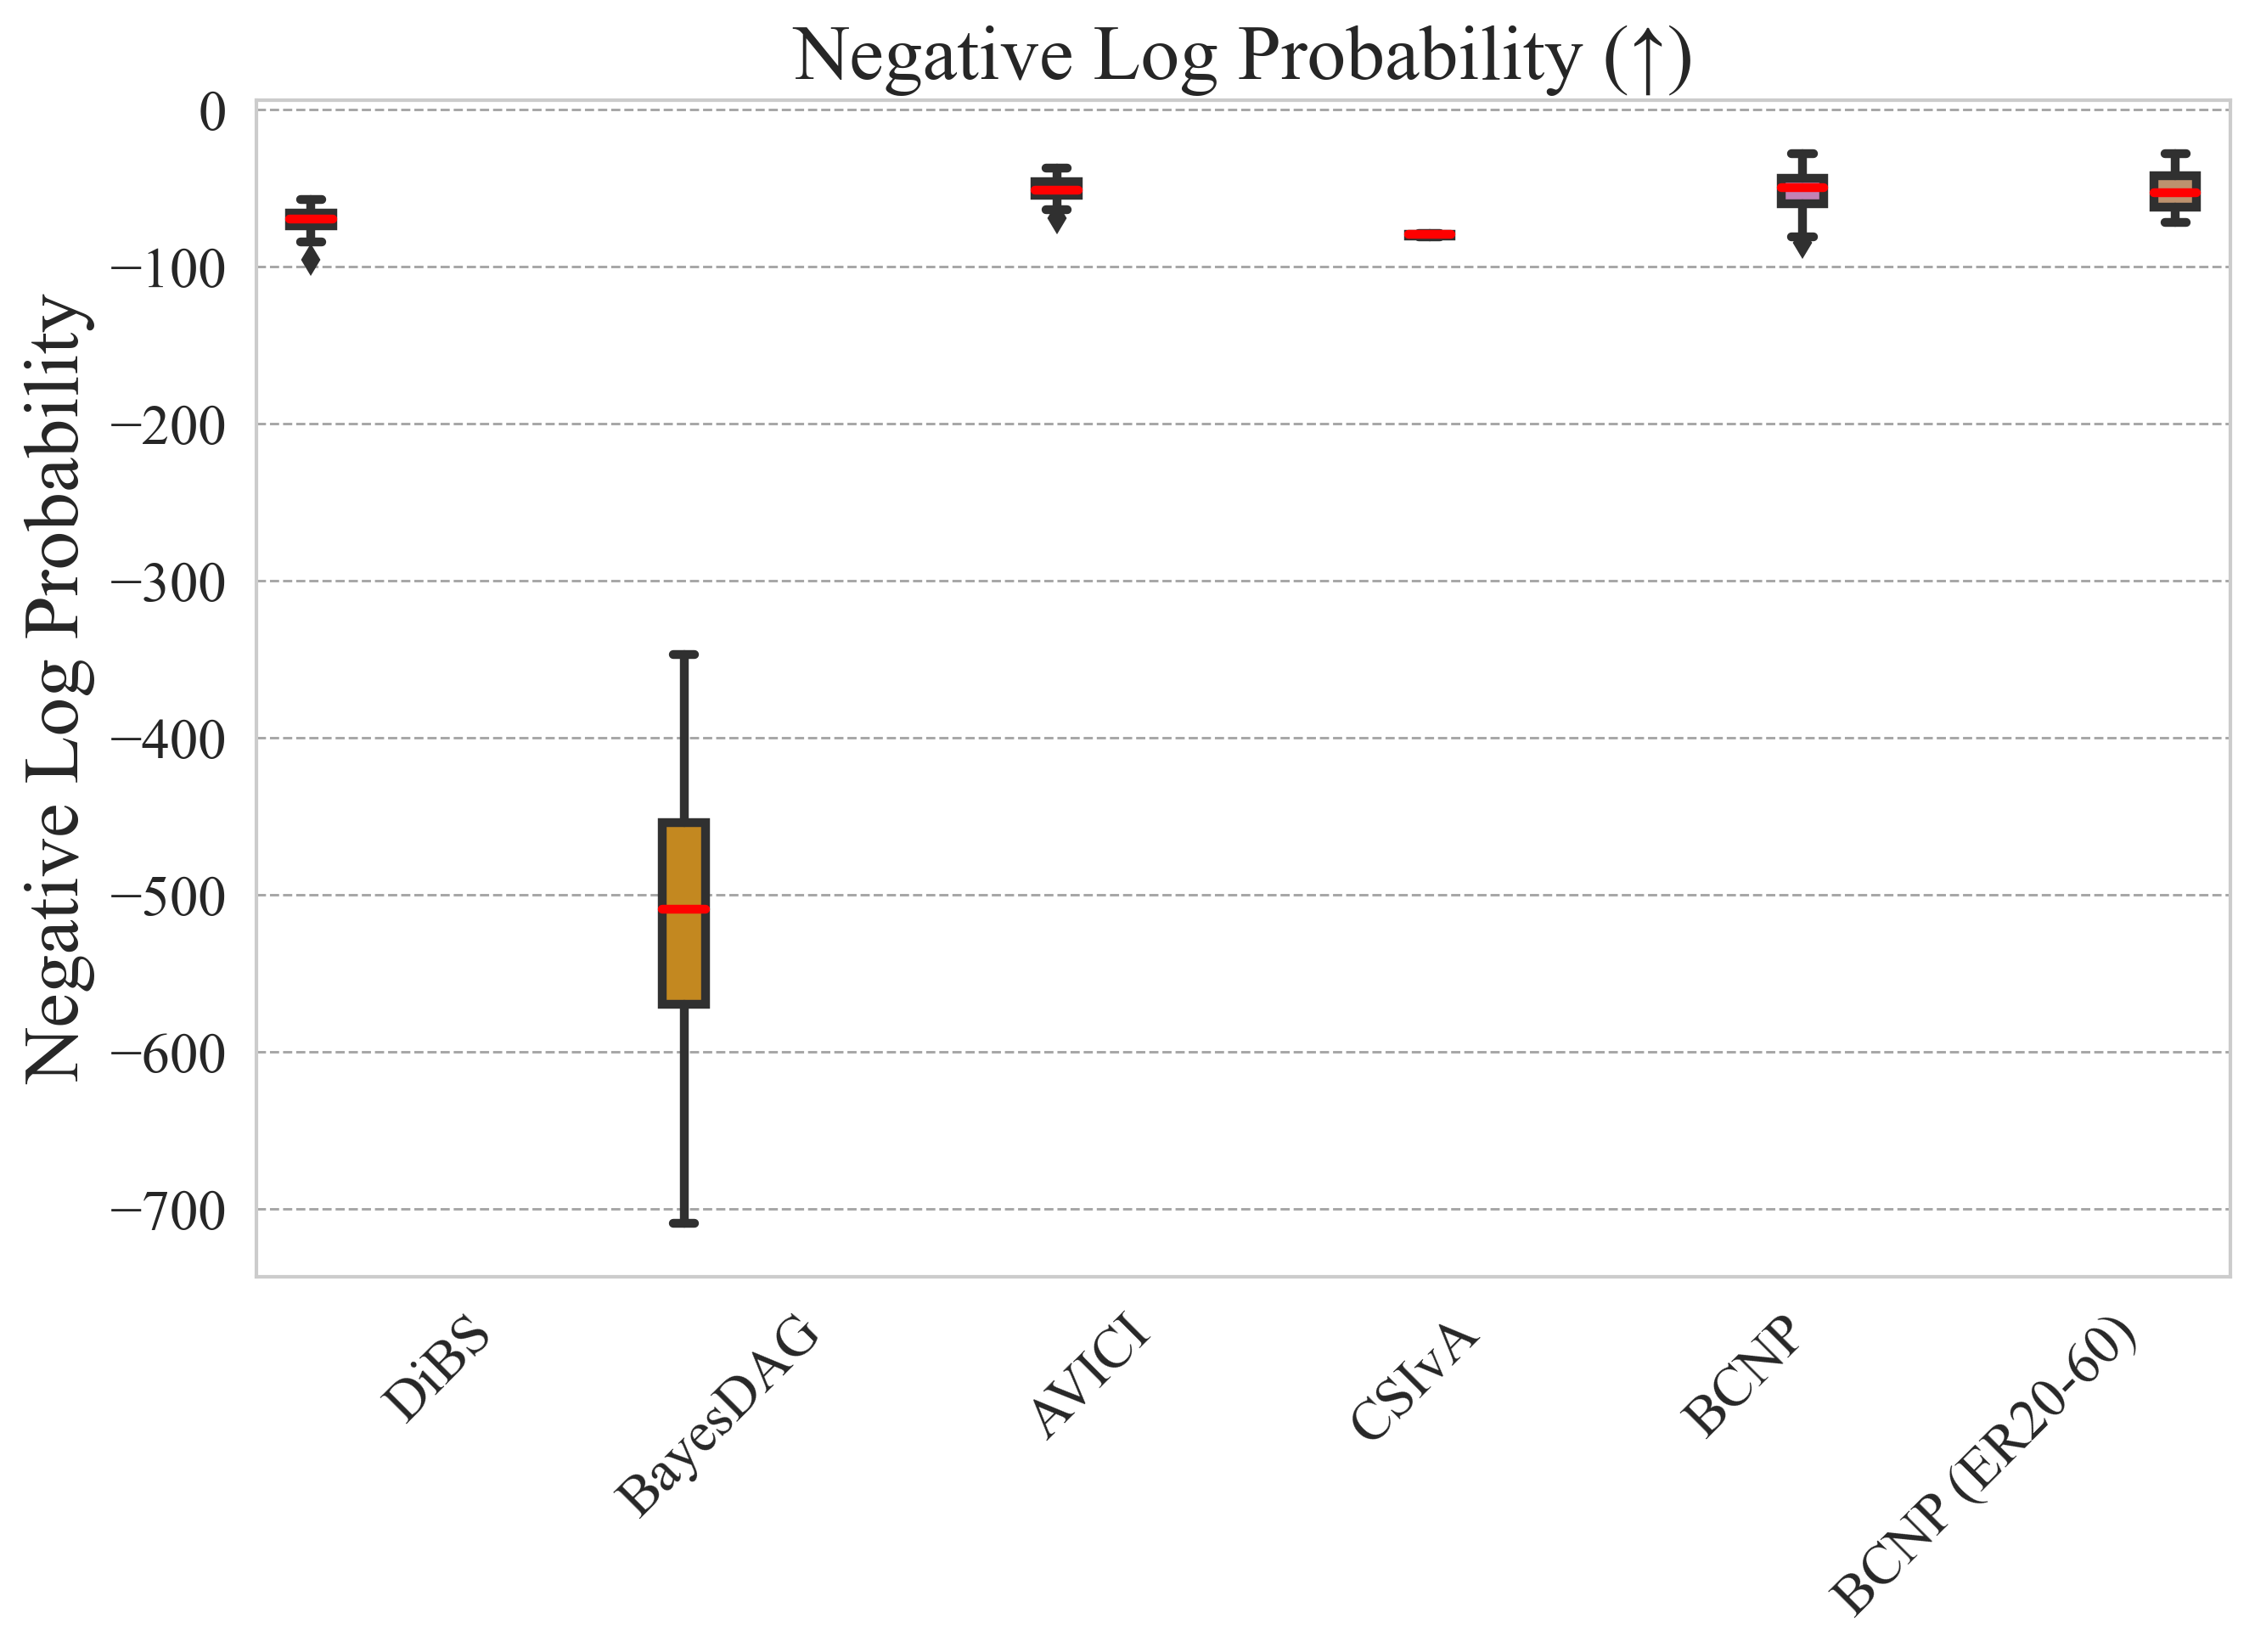 Negative Log Probability (↑)
Negative Log Probability
0
−100
−200
−300
−400
−500
−600
−700
DiBS
BayesDAG
AVICI
CSIvA
BCNP
BCNP (ER20-60))